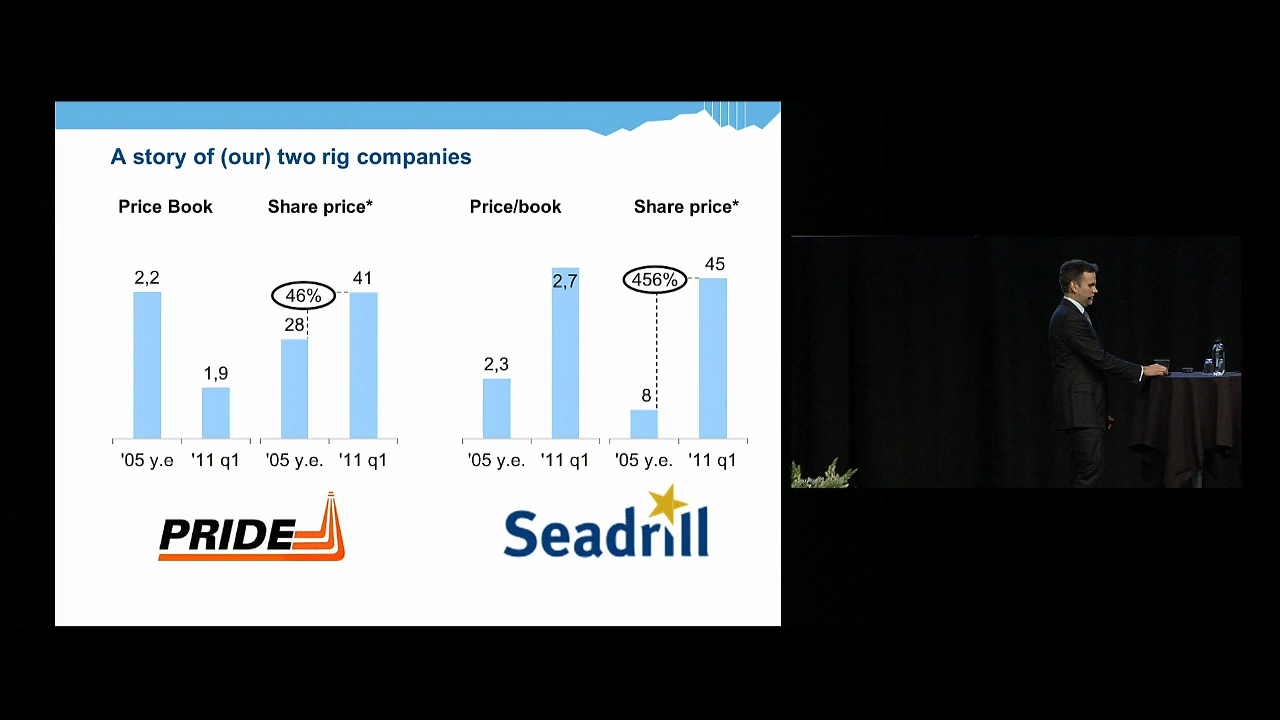 A story of (our) two rig companies
Price Book
Share price*
Price/book
Share price*
2,2
1,9
'05 y.e
'11 q1
46%
28
41
'05 y.e.
'11 q1
2,3
2,7
'05 y.e.
'11 q1
456%
8
45
'05 y.e.
'11 q1
PRIDE
Seadrill